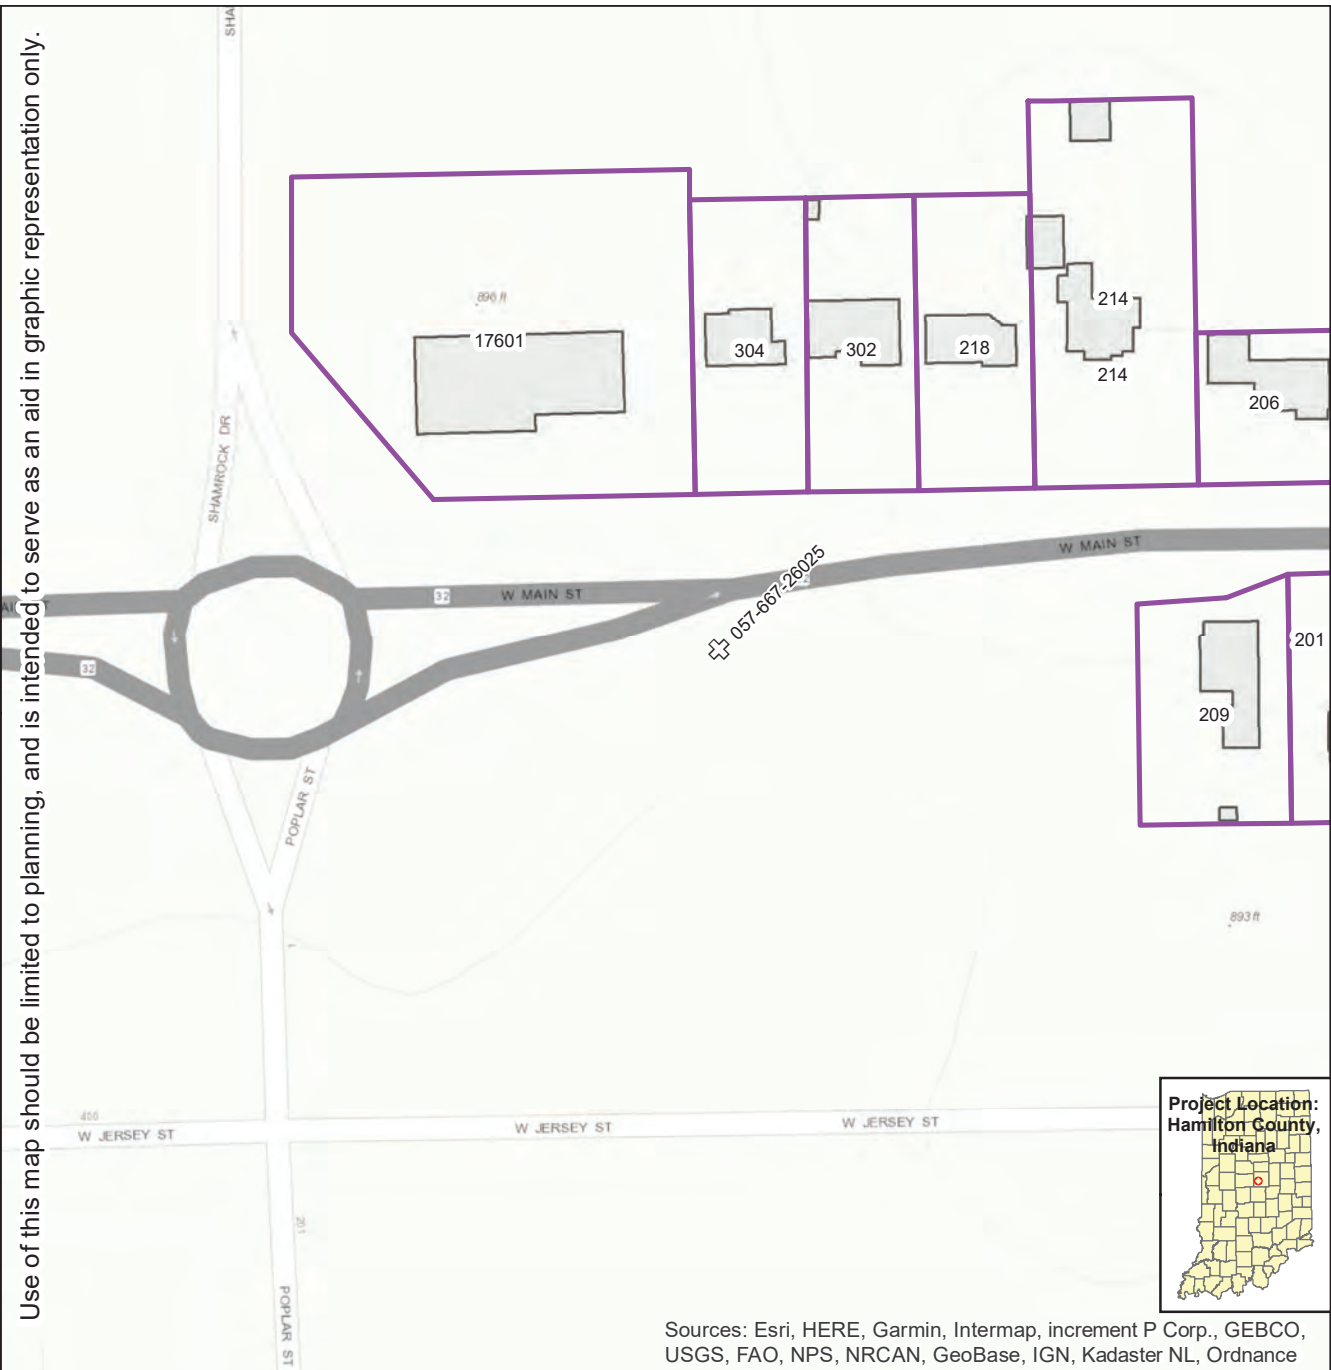 Use of this map should be limited to planning, and is intended to serve as an aid in graphic representation only.
SHA
896 ft
17601
304
302
218
214
214
206
SHAMROCK DR
W MAIN ST
32
W MAIN ST
32
057-667-26025
201
209
POPLAR ST
893 ft
1
400
W JERSEY ST
W JERSEY ST
W JERSEY ST
201
POPLAR ST
Project Location:
Hamilton County,
Indiana
Sources: Esri, HERE, Garmin, Intermap, increment P Corp., GEBCO,
USGS, FAO, NPS, NRCAN, GeoBase, IGN, Kadaster NL, Ordnance